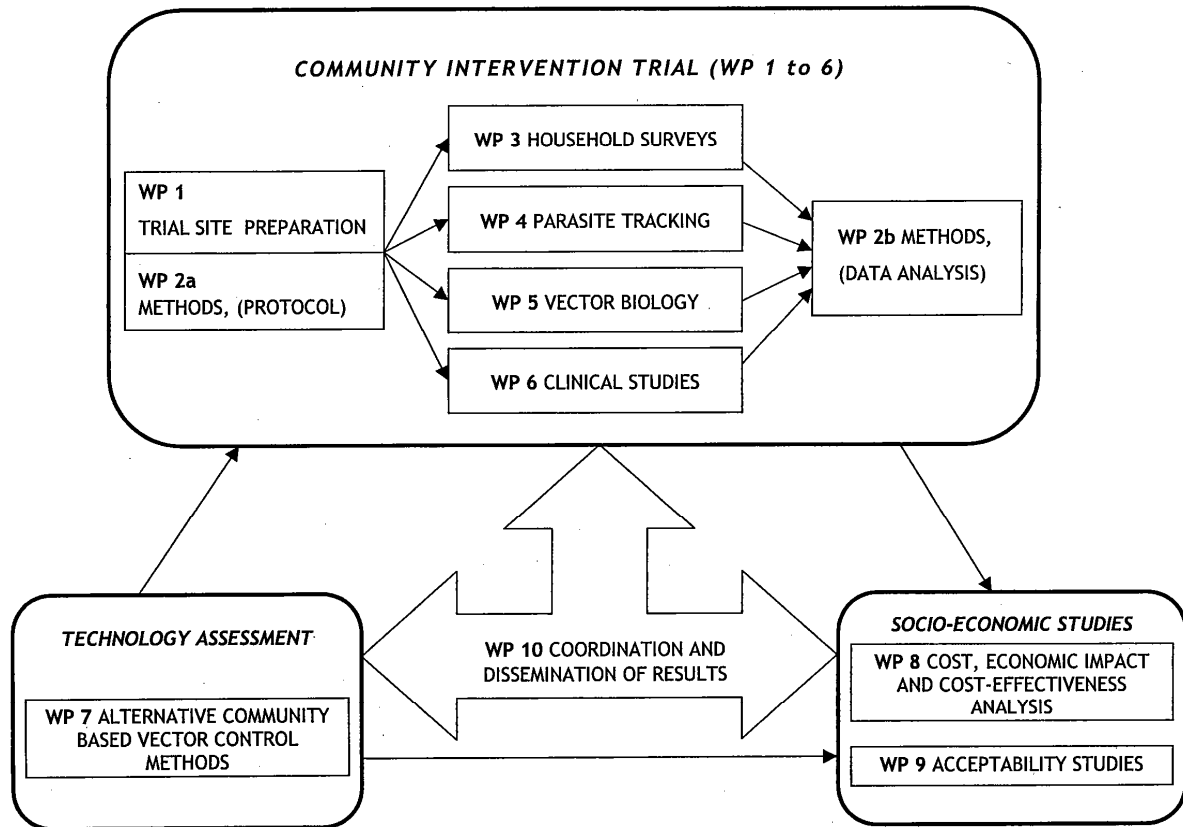 COMMUNITY INTERVENTION TRIAL (WP 1 to 6)
WP 1
TRIAL SITE PREPARATION
WP 2a
METHODS, (PROTOCOL)
WP 3 HOUSEHOLD SURVEYS
WP 4 PARASITE TRACKING
WP 5 VECTOR BIOLOGY
WP 6 CLINICAL STUDIES
WP 2b METHODS,
(DATA ANALYSIS)
TECHNOLOGY ASSESSMENT
WP 7 ALTERNATIVE COMMUNITY
BASED VECTOR CONTROL
METHODS
WP 10 COORDINATION AND
DISSEMINATION OF RESULTS
SOCIO-ECONOMIC STUDIES
WP 8 COST, ECONOMIC IMPACT
AND COST-EFFECTIVENESS
ANALYSIS
WP 9 ACCEPTABILITY STUDIES